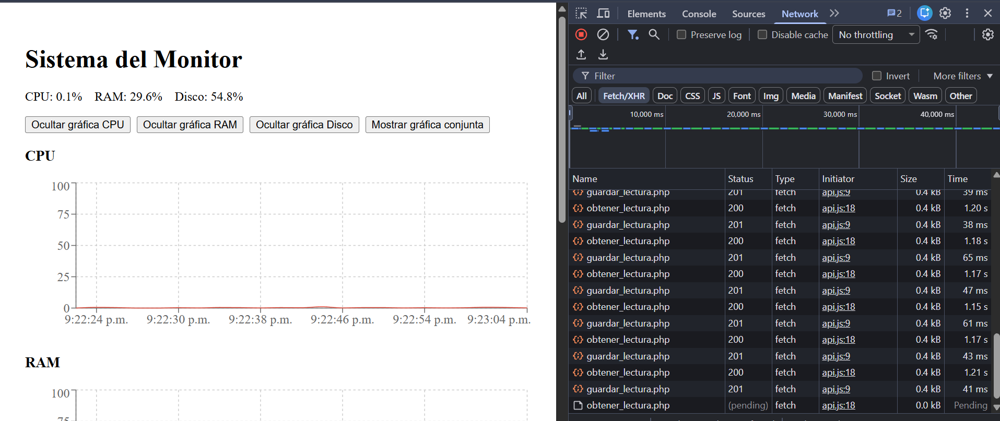 Sistema del Monitor
CPU: 0.1% RAM: 29.6% Disco: 54.8%
Ocultar gráfica CPU Ocultar gráfica RAM Ocultar gráfica Disco Mostrar gráfica conjunta
CPU
100
75
50
25
0
9:22:24 p.m. 9:22:30 p.m. 9:22:38 p.m. 9:22:46 p.m. 9:22:54 p.m. 9:23:04 p.m.
RAM
100
75
Elements Console Sources Network 2
Preserve log Disable cache No throttling
Filter Invert More filters
All Fetch/XHR Doc CSS JS Font Img Media Manifest Socket Wasm Other
10,000 ms 20,000 ms 30,000 ms 40,000 ms
Name Status Type Initiator Size Time
guardar_lectura.php 201 fetch api.js:9 0.4 kB 39 ms
obtener_lectura.php 200 fetch api.js:18 0.4 kB 1.20 s
guardar_lectura.php 201 fetch api.js:9 0.4 kB 38 ms
obtener_lectura.php 200 fetch api.js:18 0.4 kB 1.18 s
guardar_lectura.php 201 fetch api.js:9 0.4 kB 65 ms
obtener_lectura.php 200 fetch api.js:18 0.4 kB 1.17 s
guardar_lectura.php 201 fetch api.js:9 0.4 kB 47 ms
obtener_lectura.php 200 fetch api.js:18 0.4 kB 1.15 s
guardar_lectura.php 201 fetch api.js:9 0.4 kB 61 ms
obtener_lectura.php 200 fetch api.js:18 0.4 kB 1.17 s
guardar_lectura.php 201 fetch api.js:9 0.4 kB 43 ms
obtener_lectura.php 200 fetch api.js:18 0.4 kB 1.21 s
guardar_lectura.php 201 fetch api.js:9 0.4 kB 41 ms
obtener_lectura.php (pending) fetch api.js:18 0.0 kB Pending